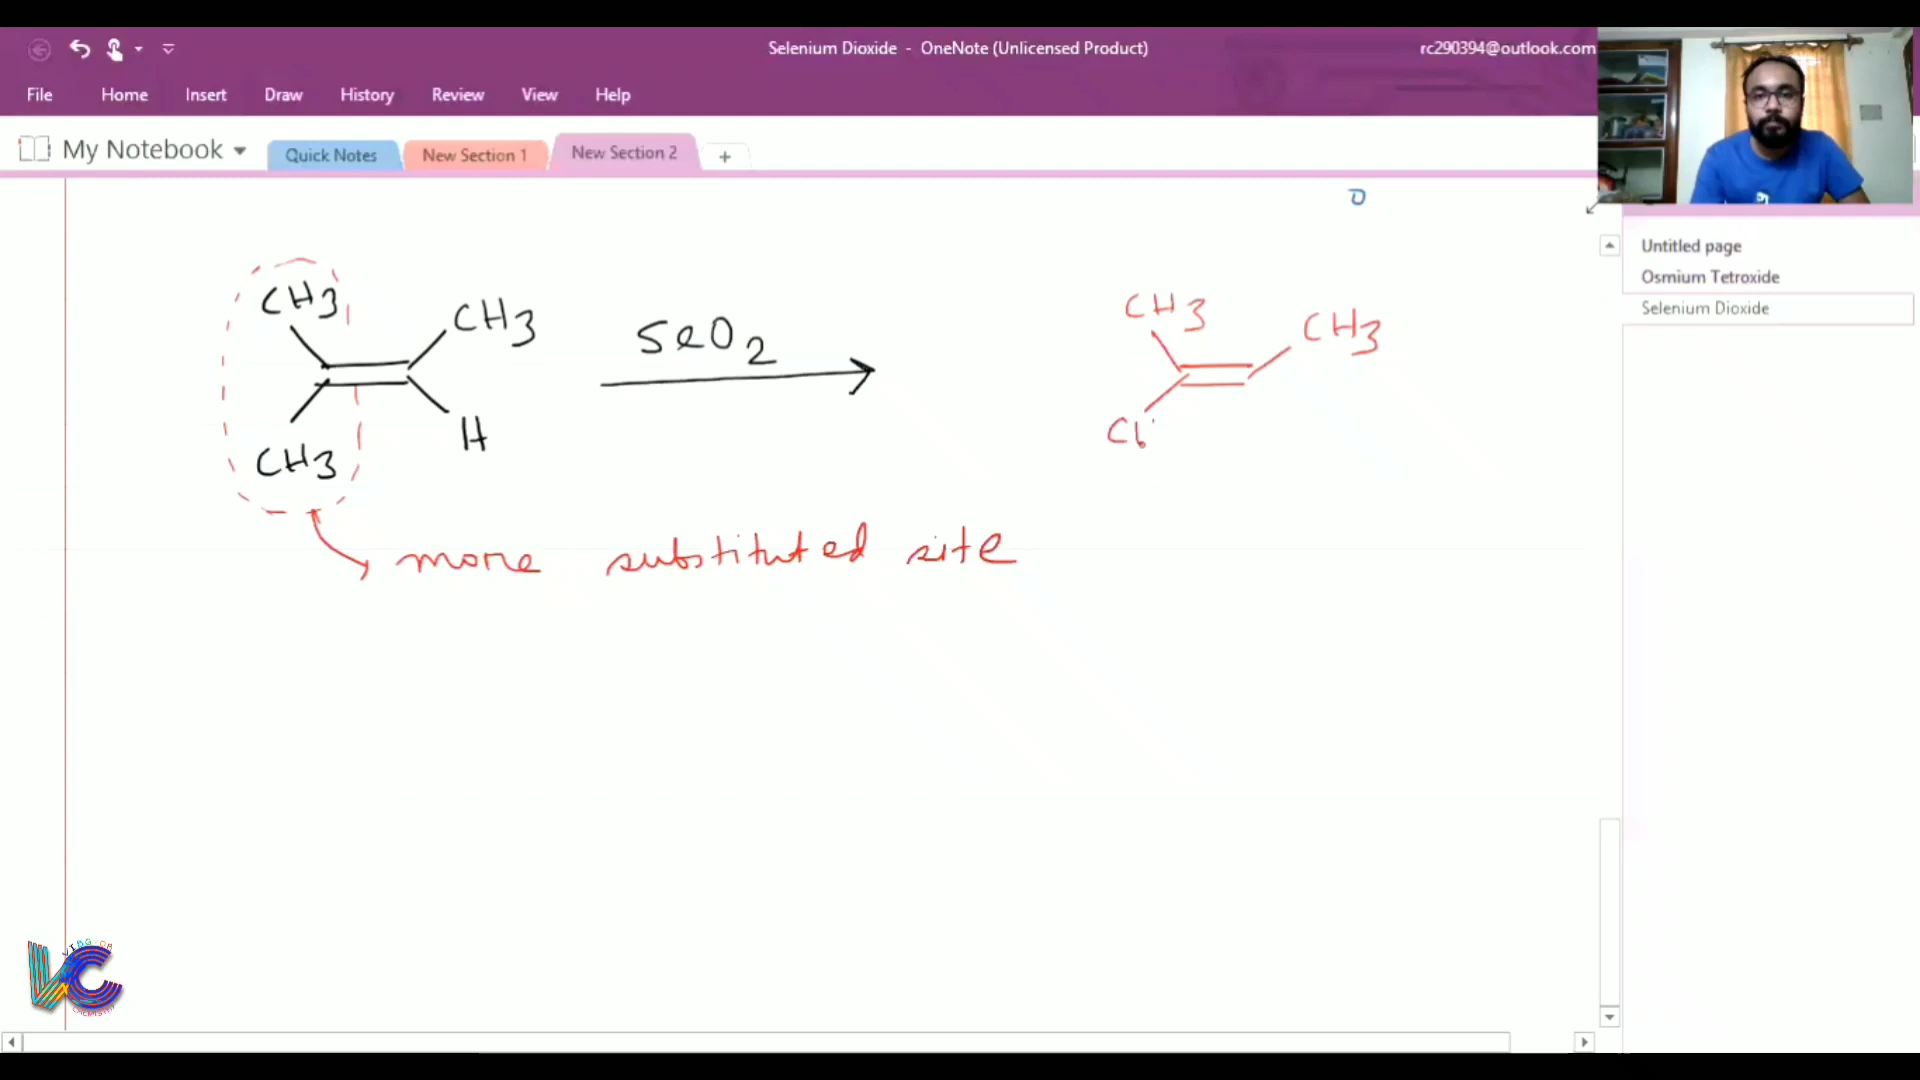 Selenium Dioxide - OneNote (Unlicensed Product)
rc290394@outlook.com
File Home Insert Draw History Review View Help
My Notebook
Quick Notes
New Section 1
New Section 2
+
Untitled page
Osmium Tetroxide
Selenium Dioxide
CH3
CH3
SeO2
CH3
H
CH3
CH3
more substituted site
VC